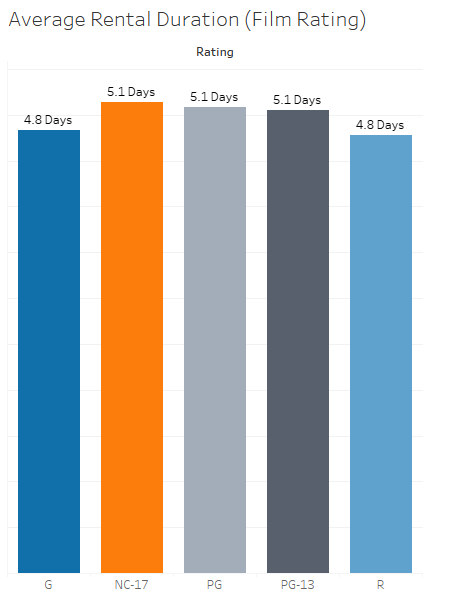 Average Rental Duration (Film Rating)
Rating
4.8 Days
5.1 Days
5.1 Days
5.1 Days
4.8 Days
G
NC-17
PG
PG-13
R